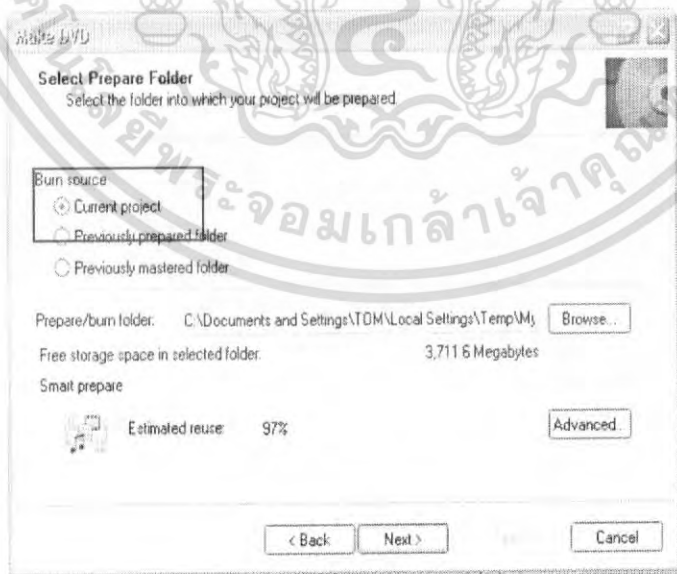 Make DVD
Select Prepare Folder
Select the folder into which your project will be prepared.
Burn source
Current project
Previously prepared folder
Previously mastered folder
Prepare/burn folder: C:\Documents and Settings\TOM\Local Settings\Temp\My Browse...
Free storage space in selected folder: 3,711.6 Megabytes
Smart prepare
Estimated reuse: 97% Advanced...
< Back Next > Cancel
พระจอมเกล้าเจ้าคุณ